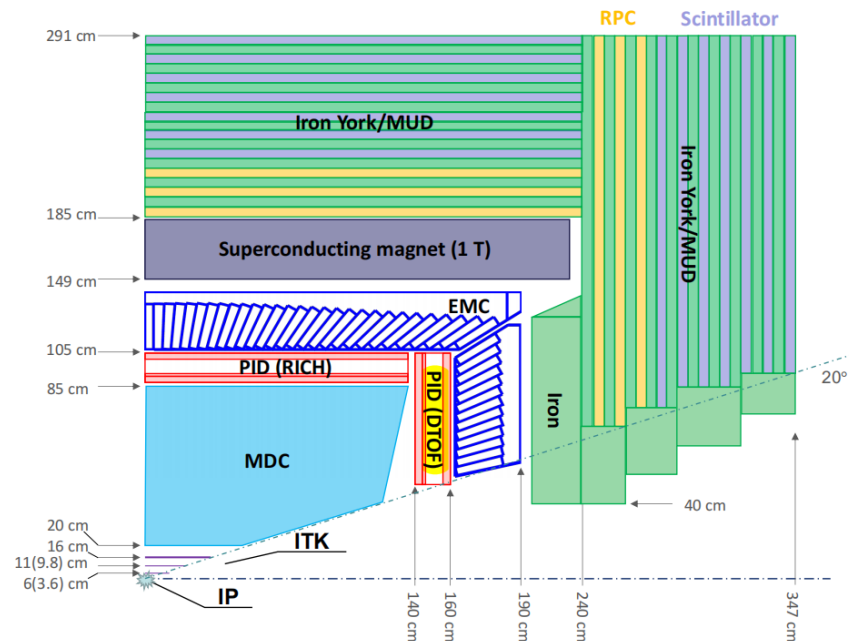 RPC Scintillator
291 cm
Iron York/MUD
Iron York/MUD
185 cm
Superconducting magnet (1 T)
149 cm
EMC
105 cm
PID (RICH)
PID (DTOF)
85 cm
Iron
20°
MDC
20 cm
40 cm
16 cm
ITK
11(9.8) cm
6(3.6) cm
IP
140 cm
160 cm
190 cm
240 cm
347 cm